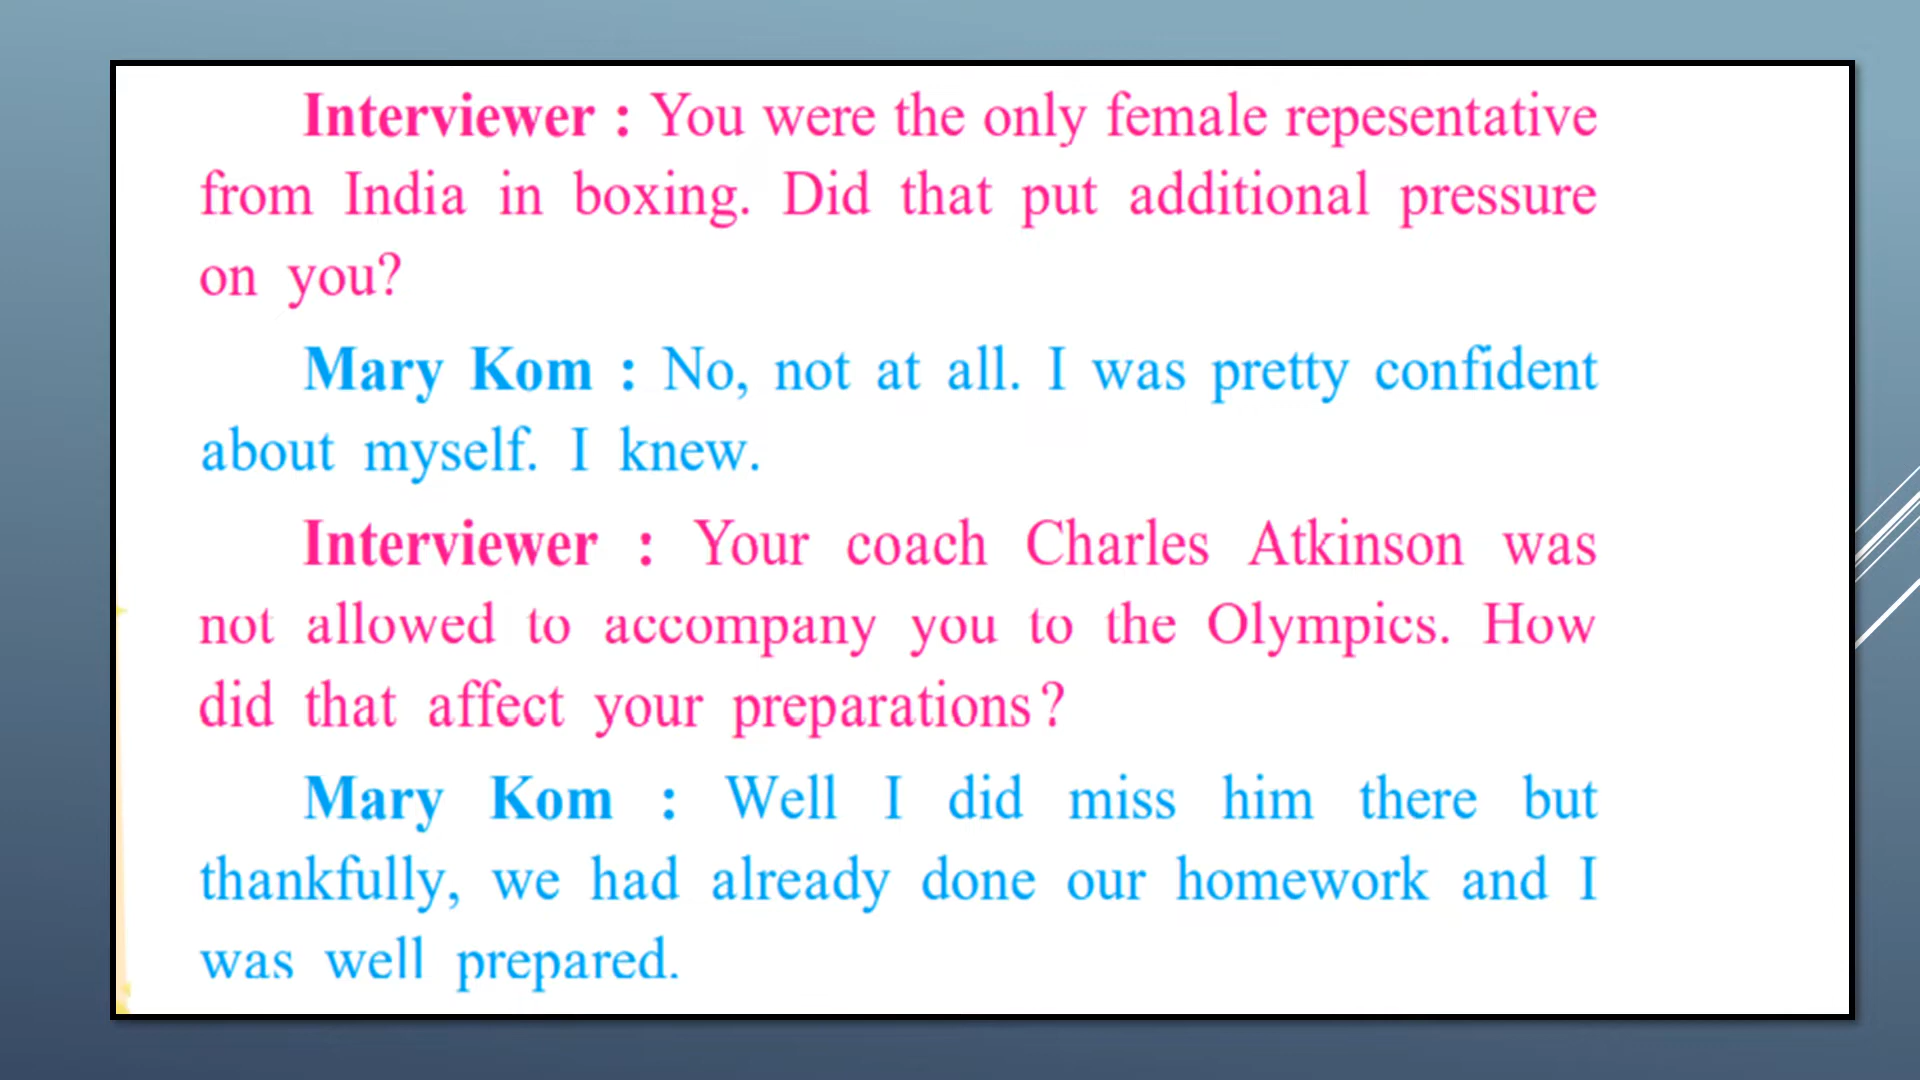 Interviewer : You were the only female repesentative
from India in boxing. Did that put additional pressure
on you?
Mary Kom : No, not at all. I was pretty confident
about myself. I knew.
Interviewer : Your coach Charles Atkinson was
not allowed to accompany you to the Olympics. How
did that affect your preparations?
Mary Kom : Well I did miss him there but
thankfully, we had already done our homework and I
was well prepared.